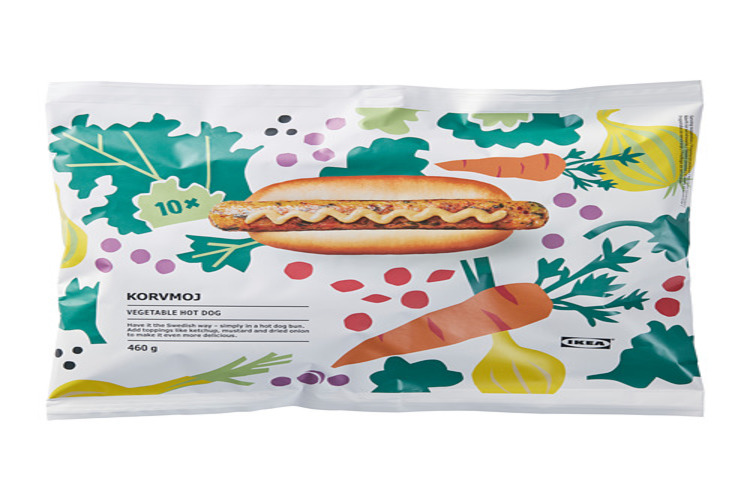 10x
KORVMOJ
VEGETABLE HOT DOG
Have it the Swedish way – simply in a hot dog bun.
Add toppings like ketchup, mustard and dried onion
to make it even more delicious.
460 g
IKEA